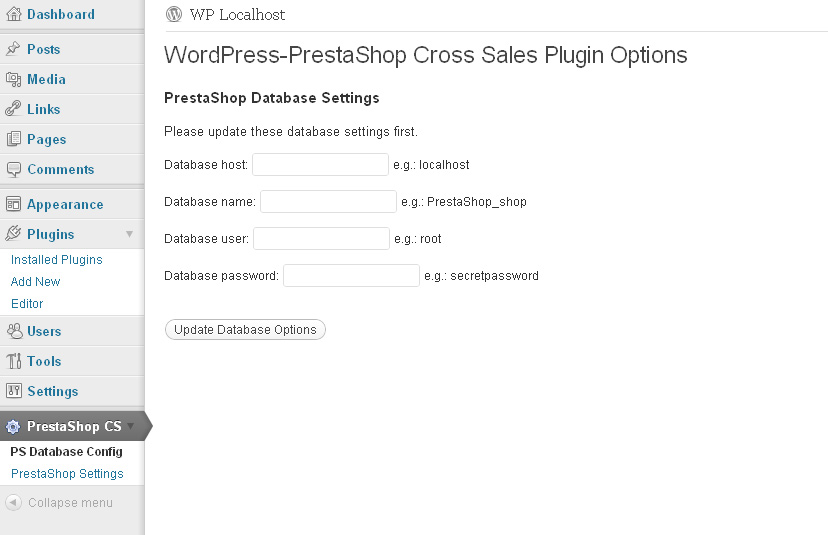 Dashboard
Posts
Media
Links
Pages
Comments
Appearance
Plugins
Installed Plugins
Add New
Editor
Users
Tools
Settings
PrestaShop CS
PS Database Config
PrestaShop Settings
Collapse menu
WP Localhost
WordPress-PrestaShop Cross Sales Plugin Options
PrestaShop Database Settings
Please update these database settings first.
Database host: e.g.: localhost
Database name: e.g.: PrestaShop_shop
Database user: e.g.: root
Database password: e.g.: secretpassword
Update Database Options